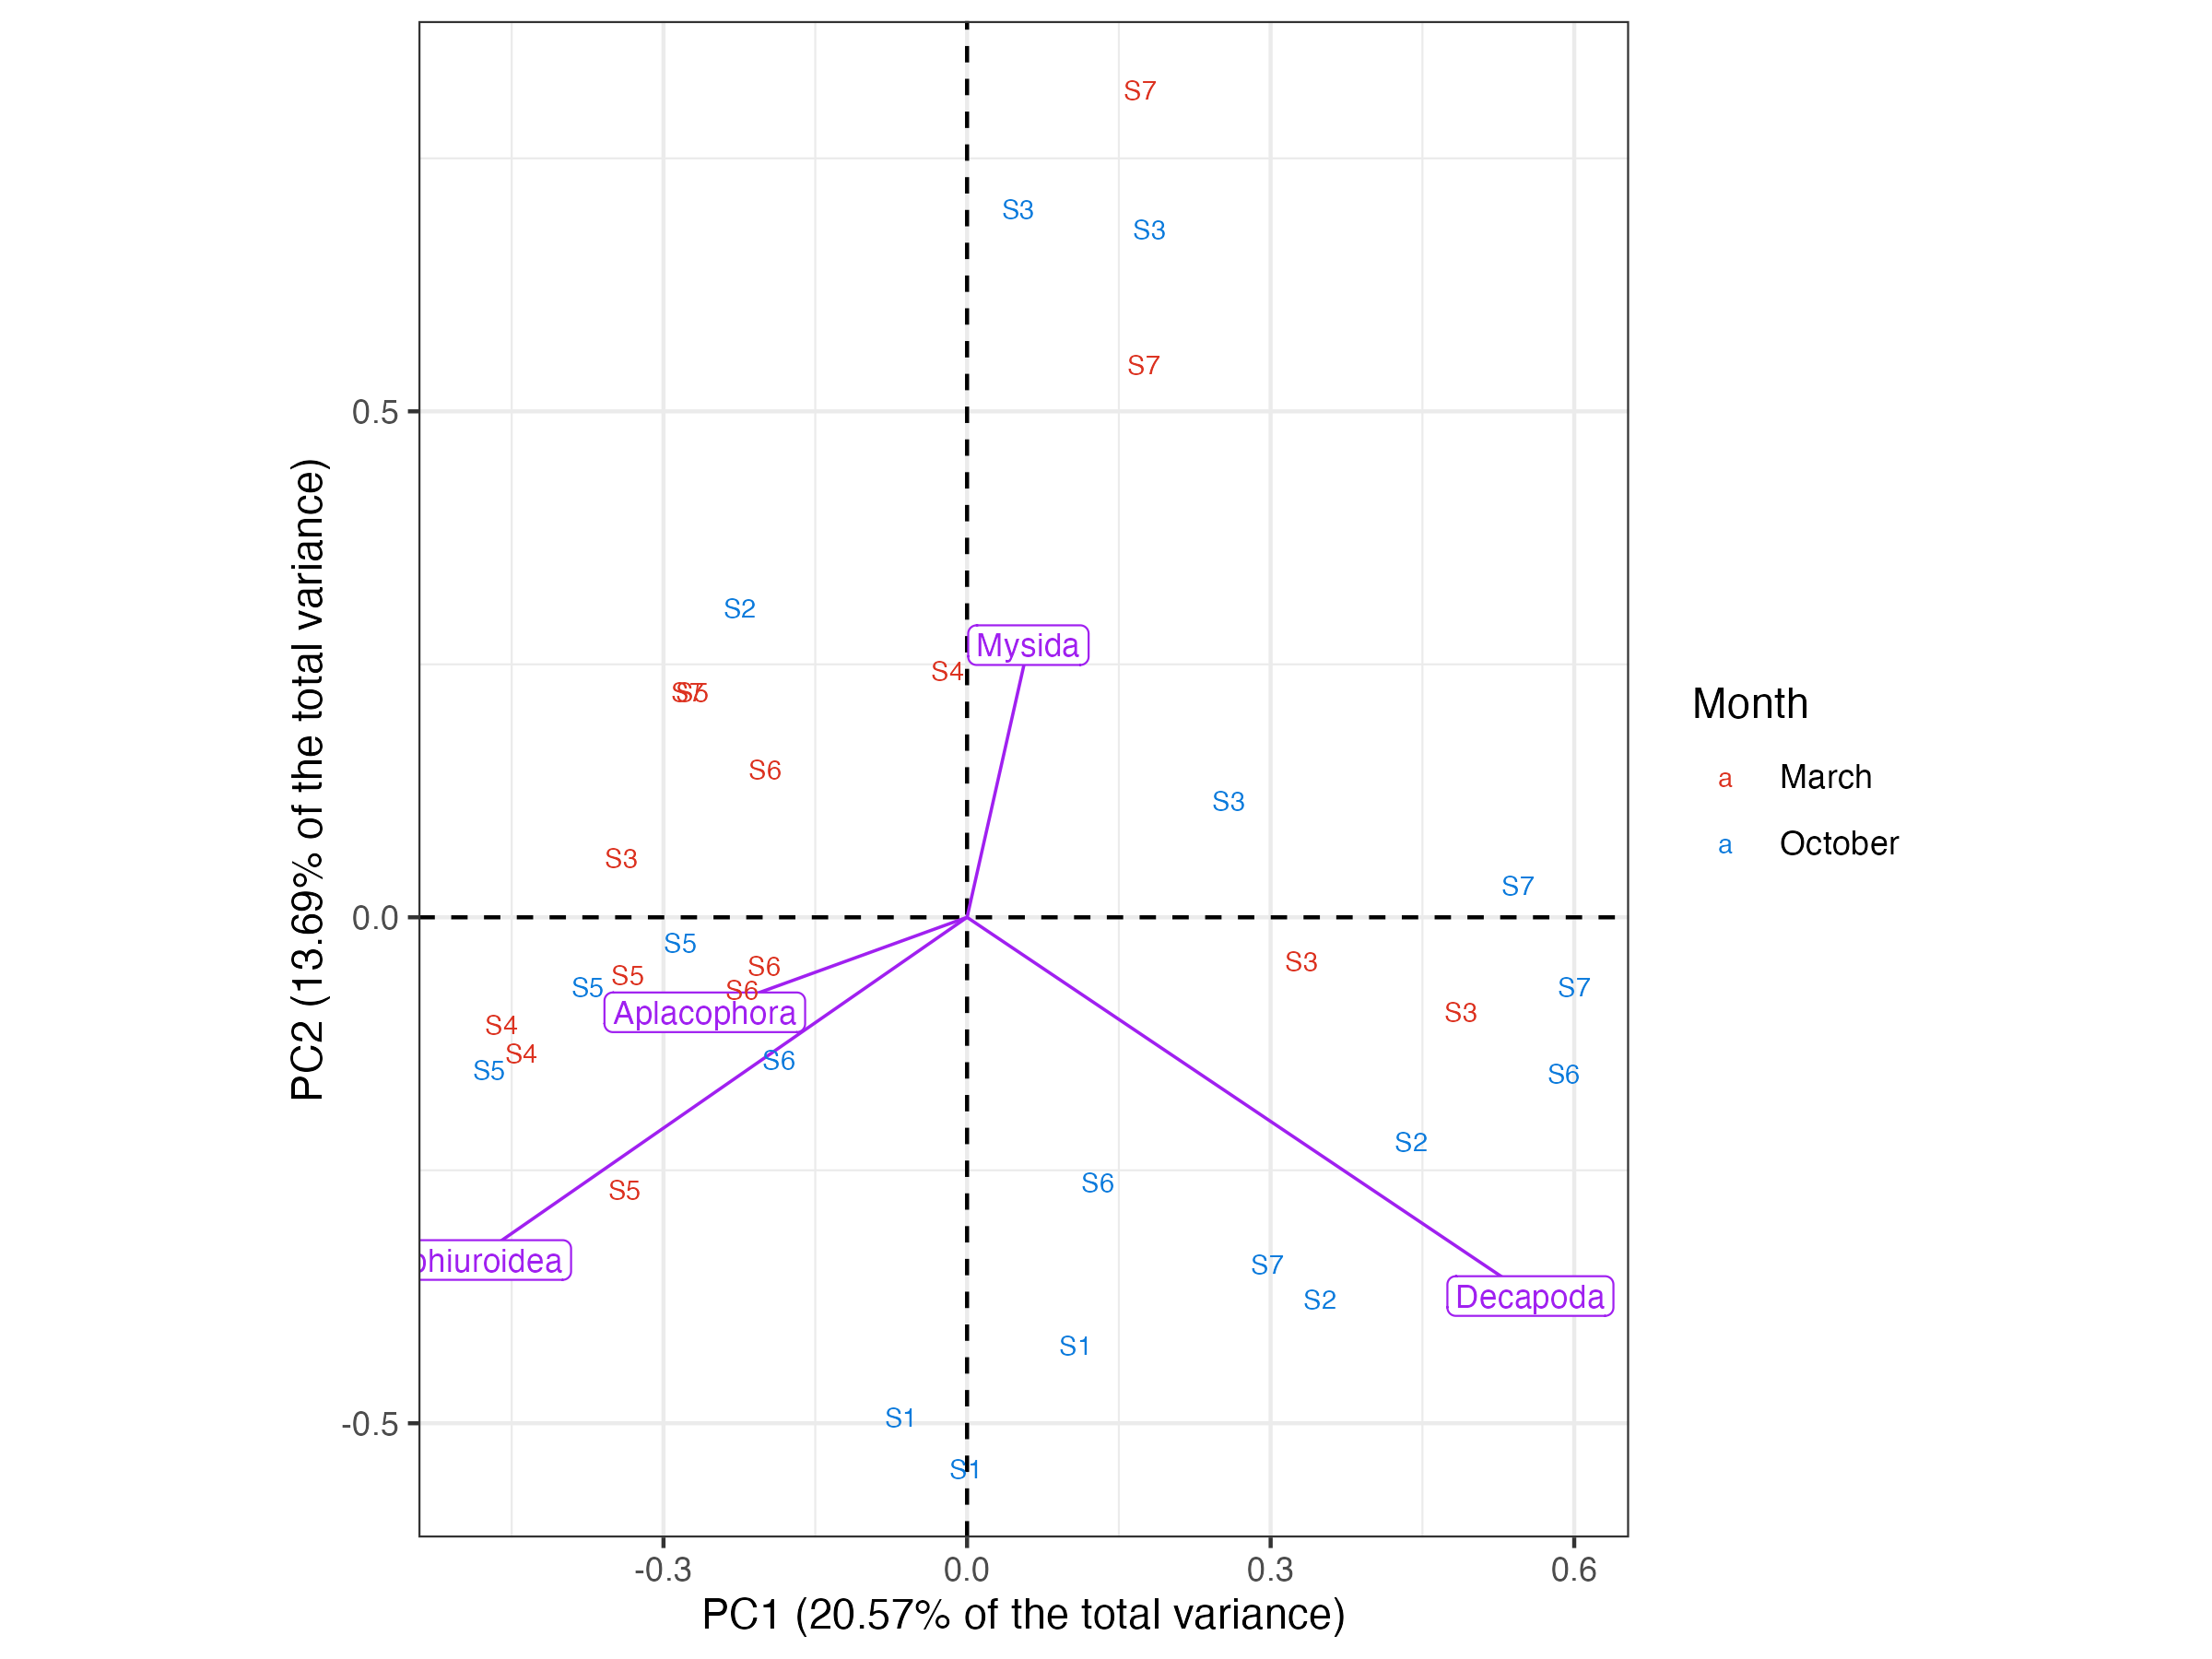 S7
S3
S3
S7
0.5
S2
Mysida
S4
S7
S5
S6
S3
S3
S7
0.0
S5
S3
S5
S6
S5
S6
S7
Aplacophora
S3
S4
S4
S6
S5
S6
S2
S6
S5
phiuroidea
S7
Decapoda
S2
S1
S1
-0.5
S1
-0.3
0.0
0.3
0.6
PC1 (20.57% of the total variance)
PC2 (13.69% of the total variance)
Month
a March
a October